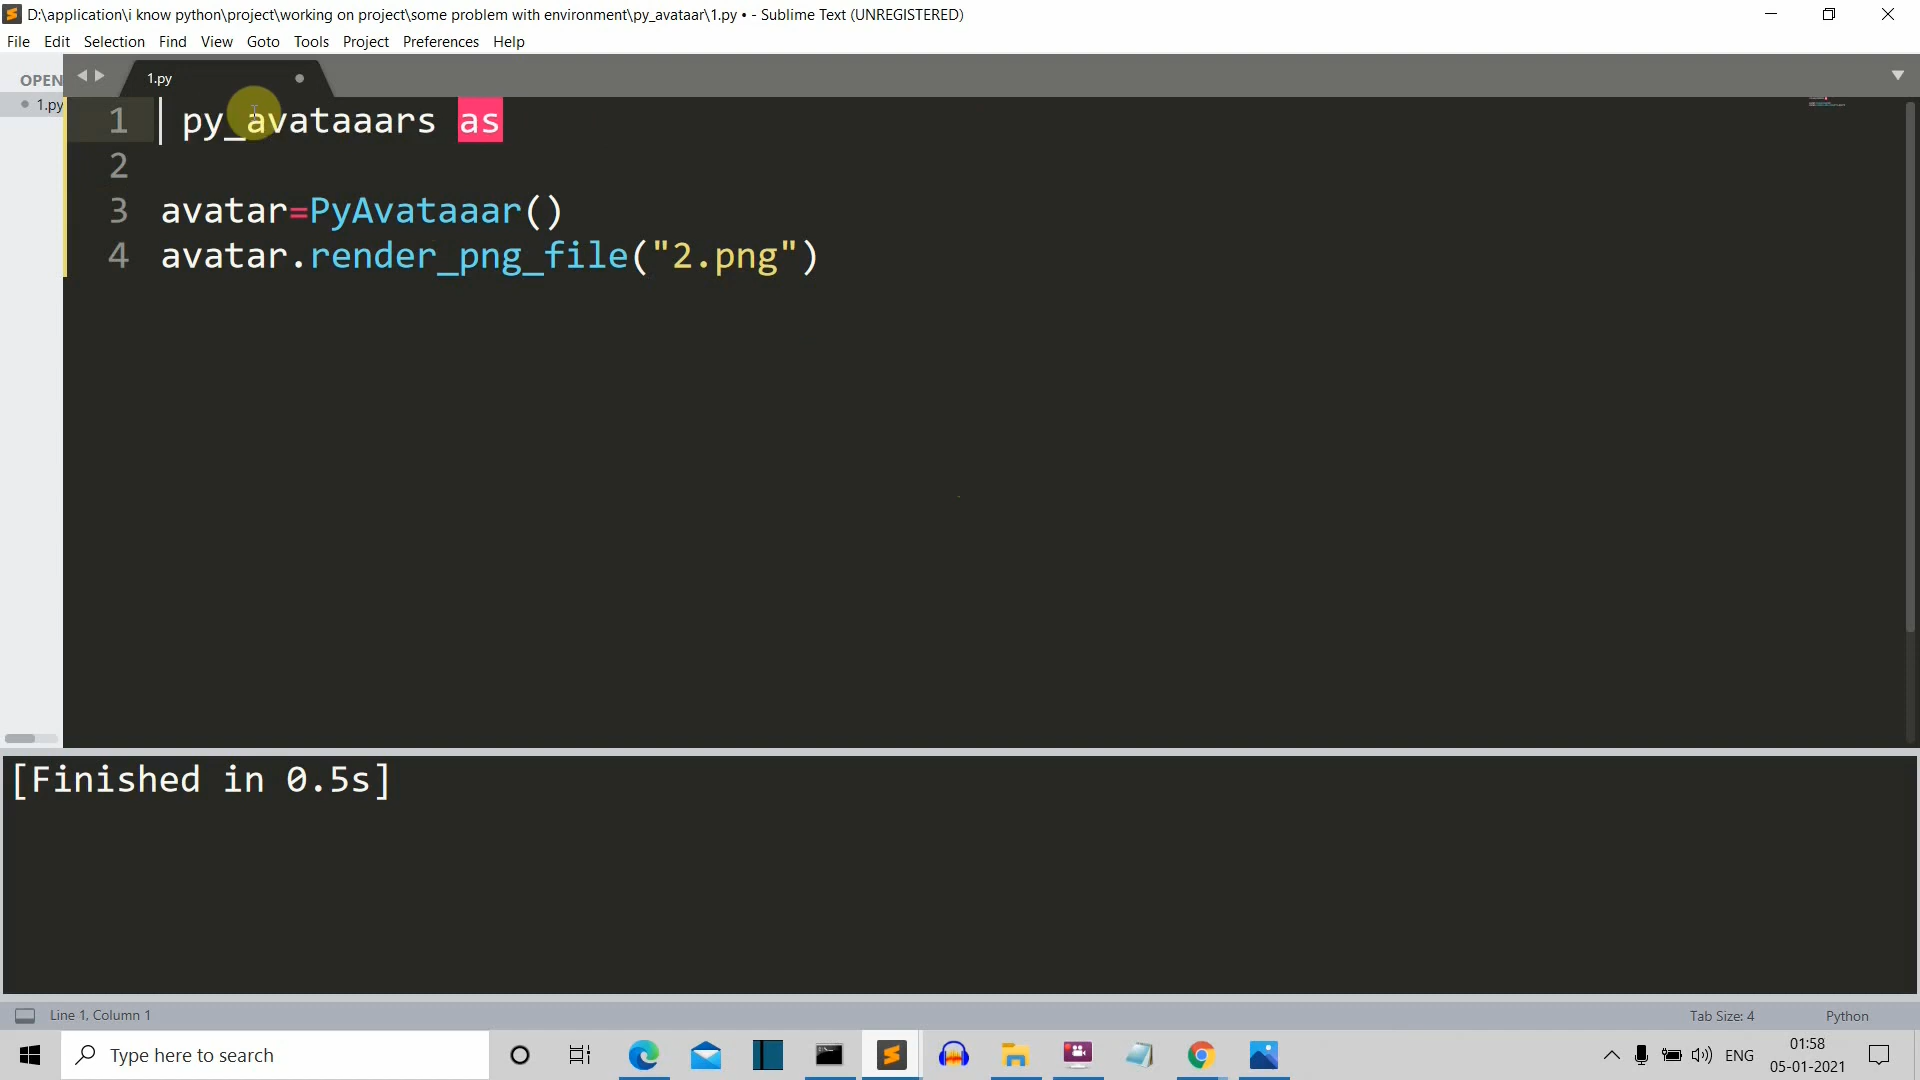 D:\application\i know python\project\working on project\some problem with environment\py_avataar\1.py • - Sublime Text (UNREGISTERED)
File Edit Selection Find View Goto Tools Project Preferences Help
OPEN
1.py
1.py
1 py_avataaars as
2
3 avatar=PyAvataaar()
4 avatar.render_png_file("2.png")
[Finished in 0.5s]
Line 1, Column 1
Tab Size: 4
Python
Type here to search
ENG
01:58
05-01-2021